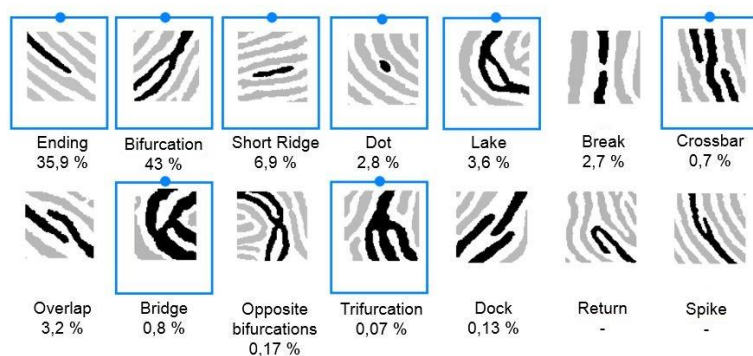 Ending Bifurcation Short Ridge Dot Lake Break Crossbar
35,9 % 43 % 6,9 % 2,8 % 3,6 % 2,7 % 0,7 %
Overlap Bridge Opposite Trifurcation Dock Return Spike
3,2 % 0,8 % bifurcations 0,07 % 0,13 % - -
0,17 %